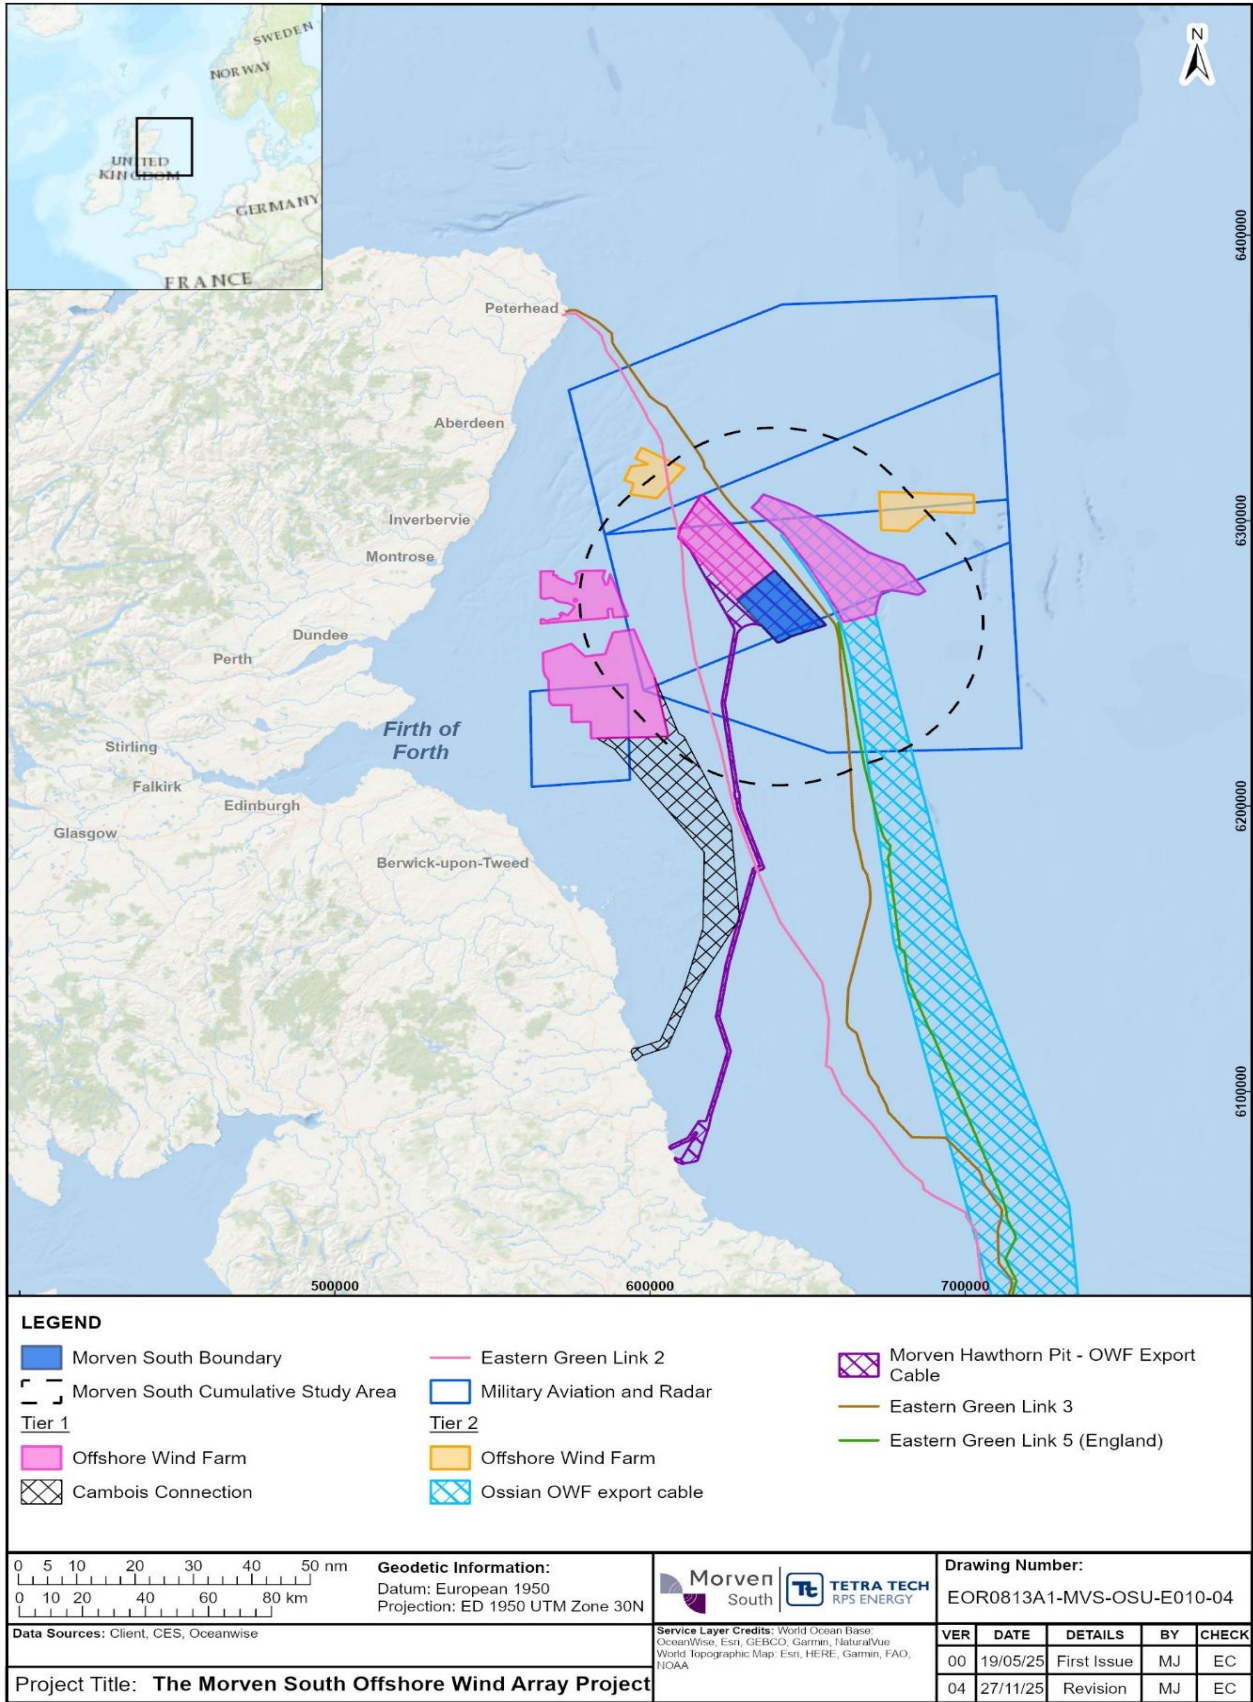 SWEDEN
NORWAY
UNITED
KINGDOM
GERMANY
FRANCE
N
6400000
Peterhead
Aberdeen
Inverbervie
6300000
Montrose
Dundee
Perth
Firth of
Forth
Stirling
Falkirk
Edinburgh
6200000
Glasgow
Berwick-upon-Tweed
6100000
500000 600000 700000
LEGEND
Morven South Boundary
Morven South Cumulative Study Area
Tier 1
Offshore Wind Farm
Cambois Connection
Eastern Green Link 2
Military Aviation and Radar
Tier 2
Offshore Wind Farm
Ossian OWF export cable
Morven Hawthorn Pit - OWF Export
Cable
Eastern Green Link 3
Eastern Green Link 5 (England)
0 5 10 20 30 40 50 nm
0 10 20 40 60 80 km
Geodetic Information:
Datum: European 1950
Projection: ED 1950 UTM Zone 30N
Morven
South
Tt
TETRA TECH
RPS ENERGY
Drawing Number:
EOR0813A1-MVS-OSU-E010-04
Data Sources: Client, CES, Oceanwise
Service Layer Credits: World Ocean Base:
OceanWise, Esri, GEBCO, Garmin, NaturalVue
World Topographic Map: Esri, HERE, Garmin, FAO,
NOAA
VER DATE DETAILS BY CHECK
00 19/05/25 First Issue MJ EC
04 27/11/25 Revision MJ EC
Project Title: The Morven South Offshore Wind Array Project